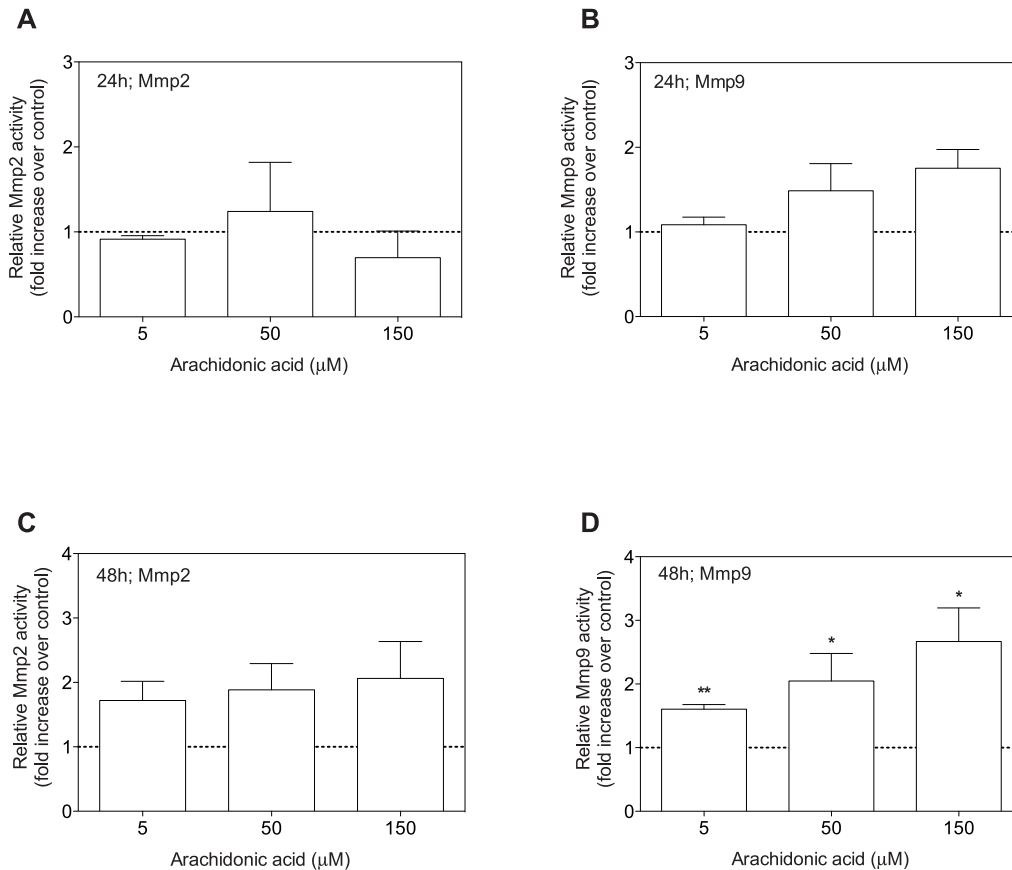 A
Relative Mmp2 activity
(fold increase over control)
3
2
1
0
24h; Mmp2
5 50 150
Arachidonic acid (μM)
B
Relative Mmp9 activity
(fold increase over control)
3
2
1
0
24h; Mmp9
5 50 150
Arachidonic acid (μM)
C
Relative Mmp2 activity
(fold increase over control)
4
3
2
1
0
48h; Mmp2
5 50 150
Arachidonic acid (μM)
D
Relative Mmp9 activity
(fold increase over control)
4
3
2
1
0
48h; Mmp9
** * *
5 50 150
Arachidonic acid (μM)